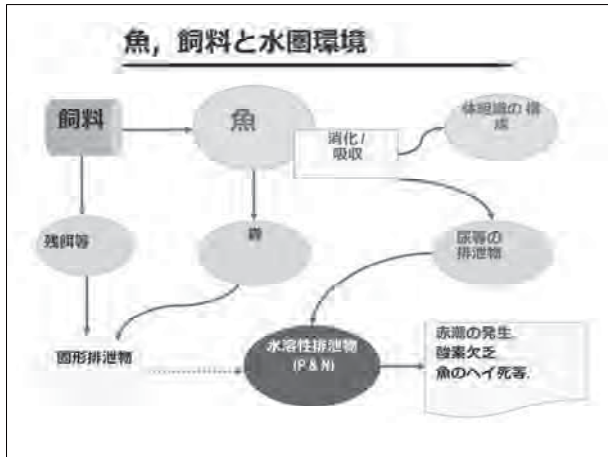 魚，飼料と水圏環境
飼料
魚
消化 /
吸収
体組織の 構
成
残餌等
糞
尿等の
排泄物
固形排泄物
水溶性排泄物
(P & N)
赤潮の発生.
酸素欠乏
魚のヘイ死等.